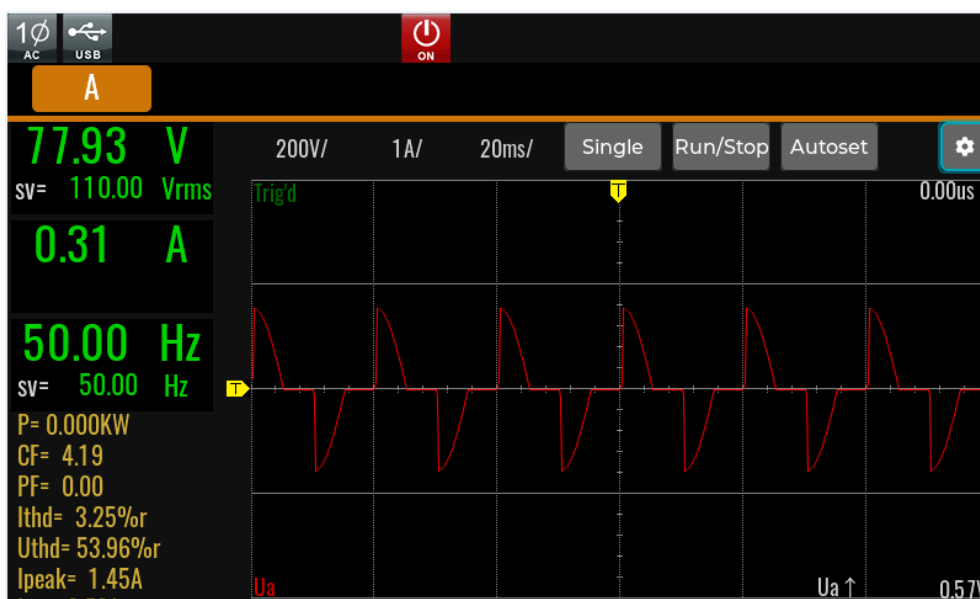 1Ø
AC
USB
ON
A
77.93 V
sv= 110.00 Vrms
0.31 A
50.00 Hz
sv= 50.00 Hz
P= 0.000KW
CF= 4.19
PF= 0.00
Ithd= 3.25%r
Uthd= 53.96%r
Ipeak= 1.45A
200V/ 1A/ 20ms/ Single Run/Stop Autoset
Trig'd T 0.00us
T
Ua Ua↑ 0.57V